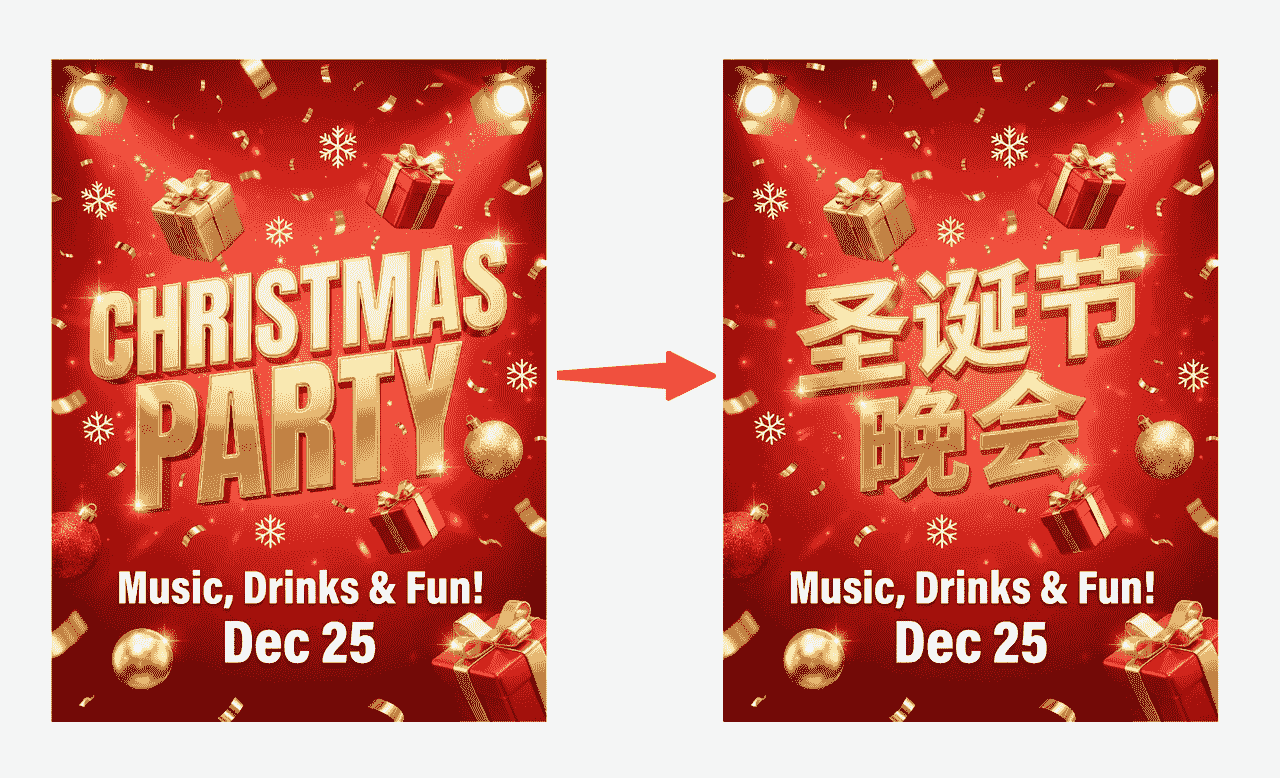 CHRISTMAS
PARTY
Music, Drinks & Fun!
Dec 25
圣诞节
晚会
Music, Drinks & Fun!
Dec 25